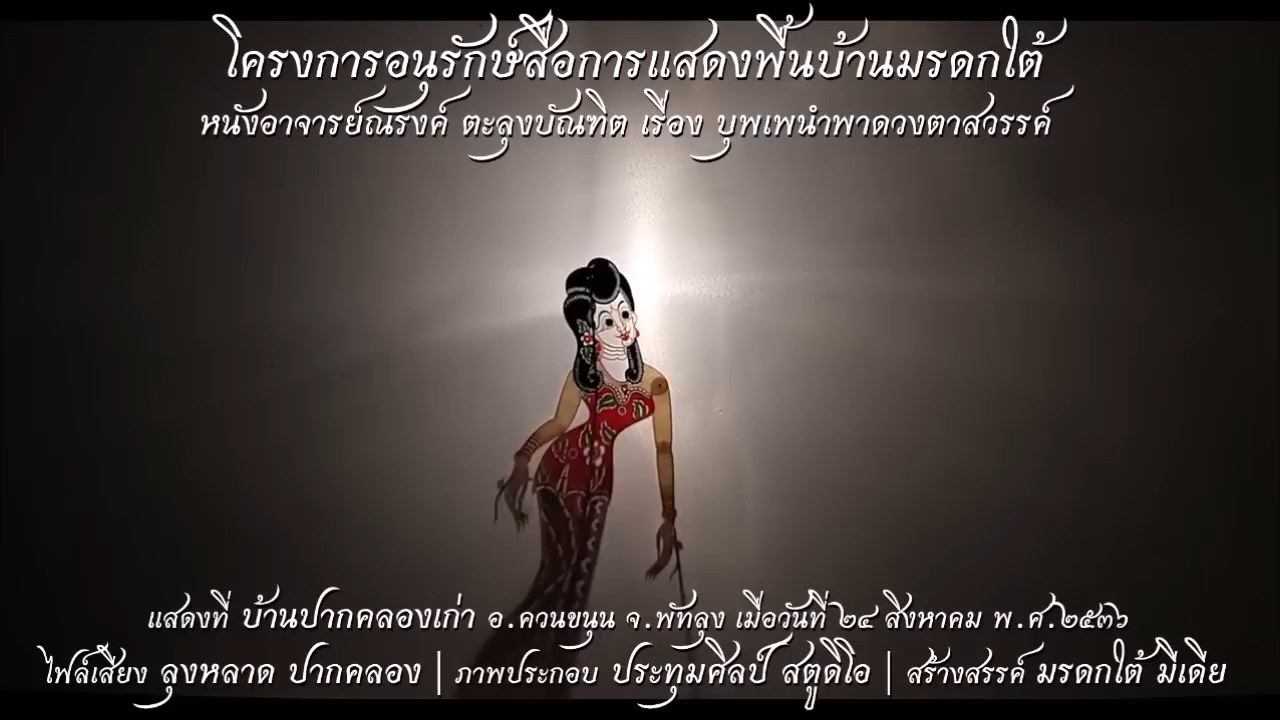 โครงการอนุรักษ์สื่อการแสดงพื้นบ้านมรดกใต้
หนังอาจารย์ณรงค์ ตะลุงบัณฑิต เรื่อง บุพเพนำพาดวงตาสวรรค์
แสดงที่ บ้านปากคลองเก่า อ.ควนขนุน จ.พัทลุง เมื่อวันที่ ๒๔ สิงหาคม พ.ศ.๒๕๓๖
ไฟล์เสียง ลุงหลาด ปากคลอง | ภาพประกอบ ประทุมศิลป์ สตูดิโอ | สร้างสรรค์ มรดกใต้ มีเดีย